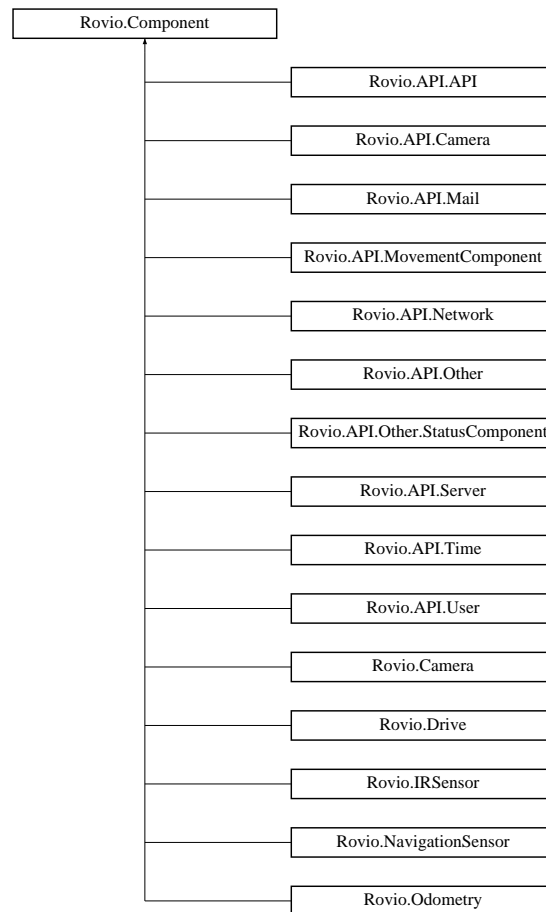 Rovio.Component
Rovio.API.API
Rovio.API.Camera
Rovio.API.Mail
Rovio.API.MovementComponent
Rovio.API.Network
Rovio.API.Other
Rovio.API.Other.StatusComponent
Rovio.API.Server
Rovio.API.Time
Rovio.API.User
Rovio.Camera
Rovio.Drive
Rovio.IRSensor
Rovio.NavigationSensor
Rovio.Odometry